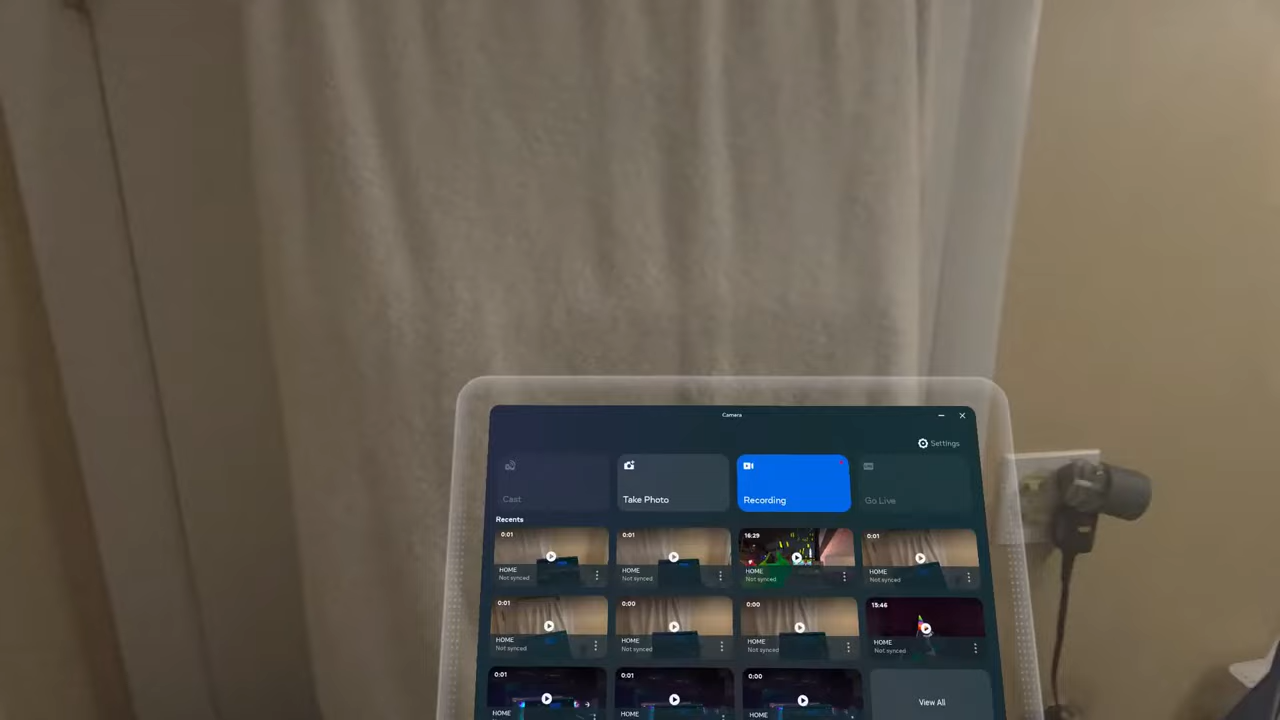 Camera
Settings
Cast
Take Photo
Recording
Go Live
Recents
0:01
0:01
16:29
0:01
HOME
HOME
HOME
HOME
Not synced
Not synced
Not synced
Not synced
0:01
0:00
0:00
15:46
HOME
HOME
HOME
HOME
Not synced
Not synced
Not synced
Not synced
0:01
0:01
0:00
View All
HOME
HOME
HOME